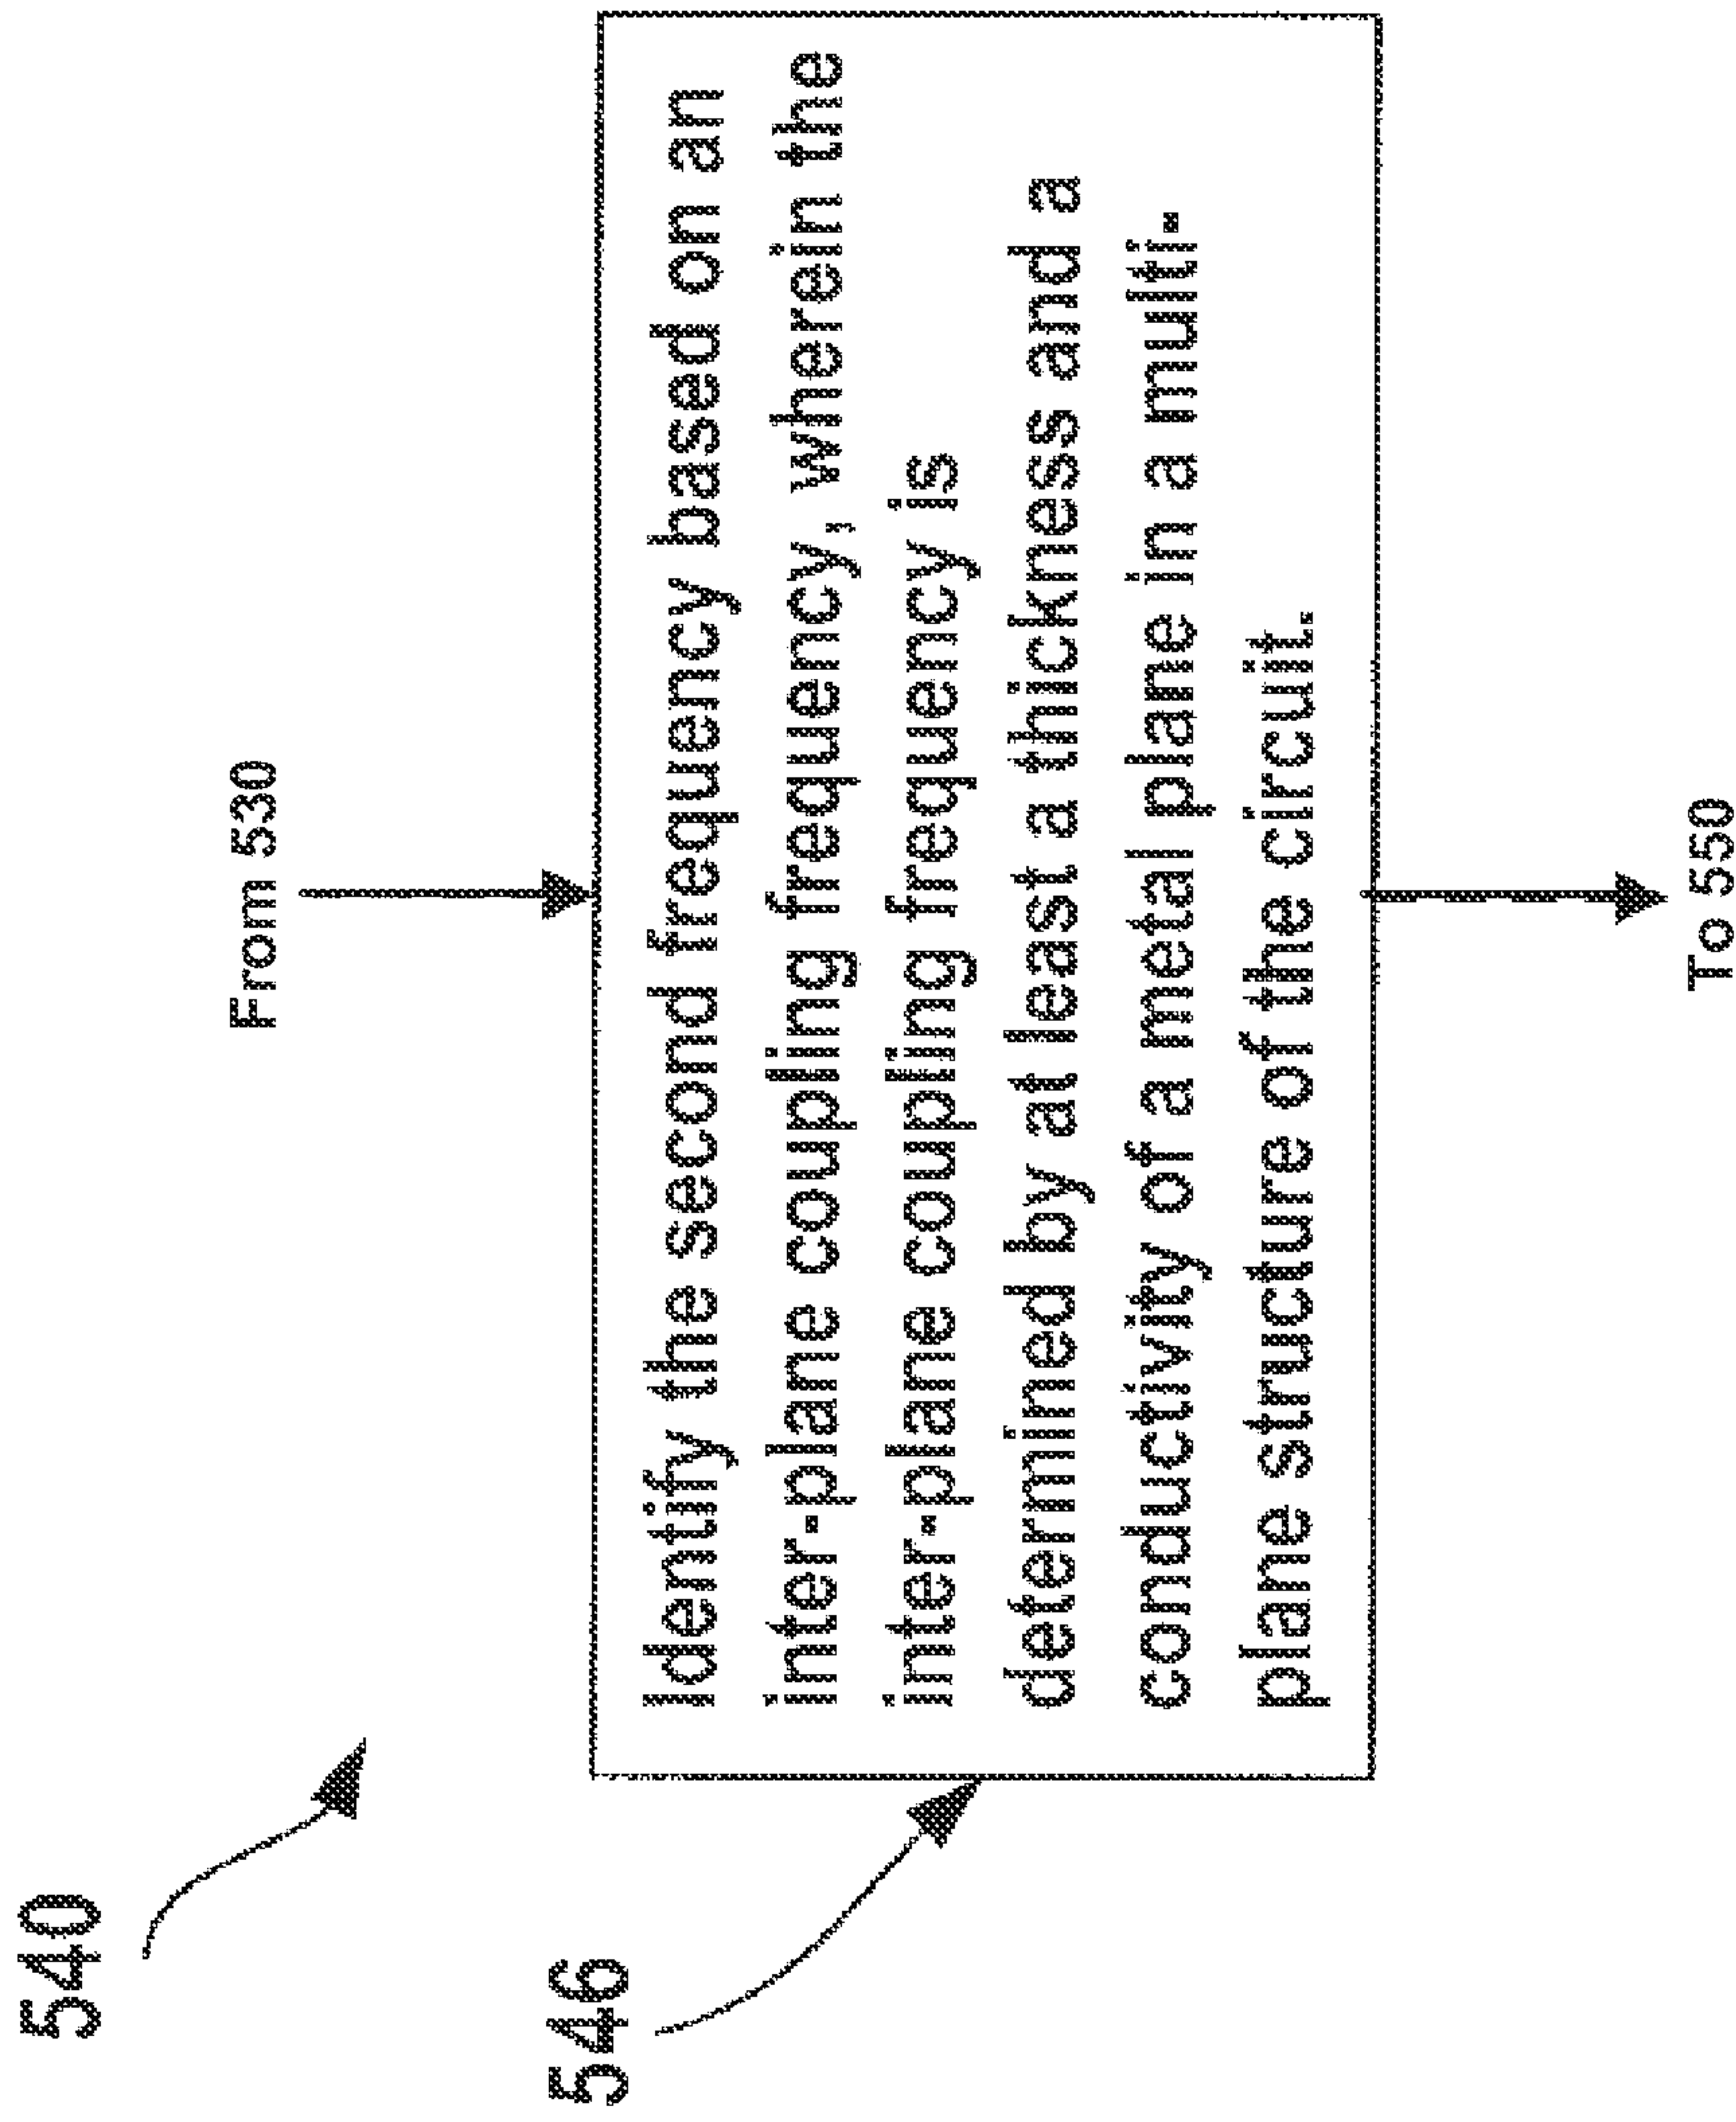 540
From 530
546
Identify the second frequency based on an
inter-plane coupling frequency, wherein the
inter-plane coupling frequency is
determined by at least a thickness and a
conductivity of a metal plane in a multi-
plane structure of the circuit.
To 550